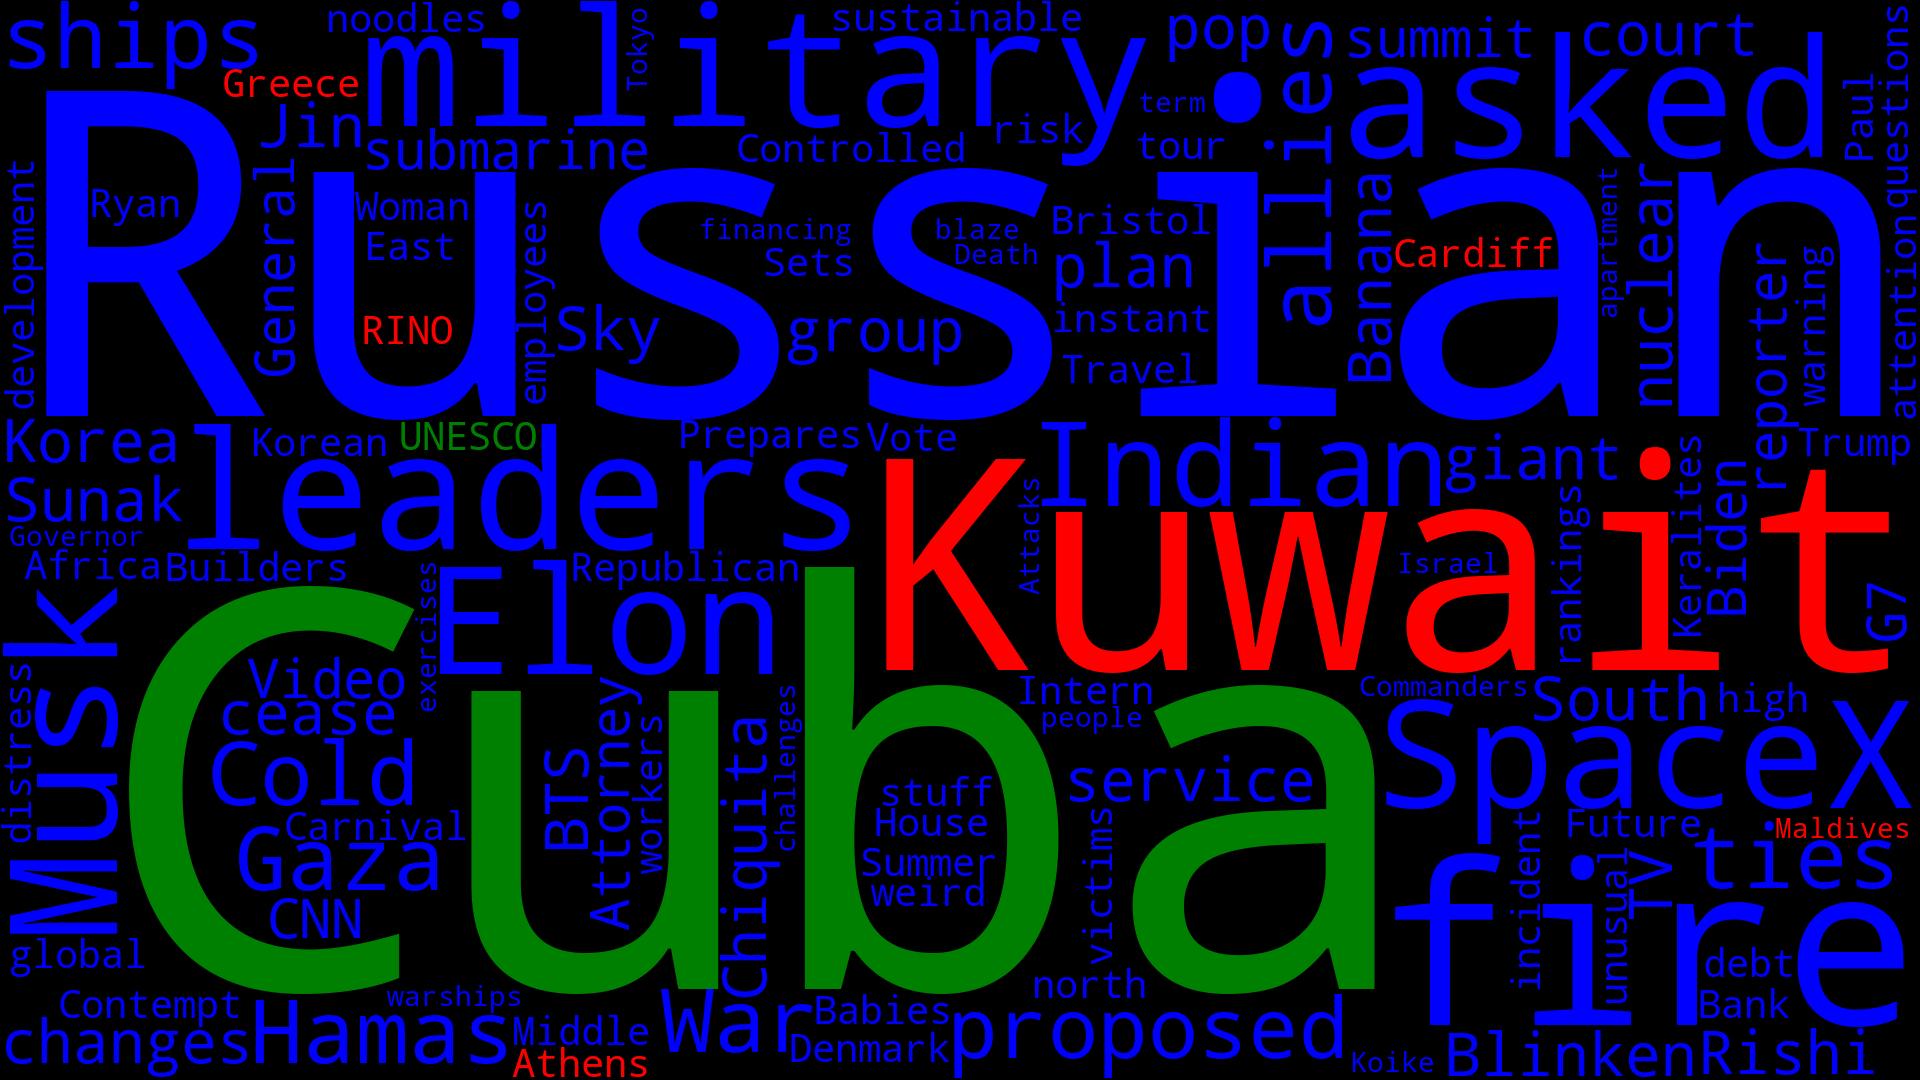 ships
noodles
military
Tokyo
sustainable
pop
allies
summit
court
questions
Greece
Jin
submarine
Controlled
risk
term
tour
asked
Paul
Russian
development
Ryan
General
Woman
East
RINO
employees
Sky
financing
Sets
group
blaze
Death
Bristol
plan
instant
Travel
Banana
Cardiff
apartment
nuclear
reporter
Warning
attention
Korea
Korean
UNESCO
leaders
Prepares
Vote
Indian
giant
Trump
Sunak
Governor
Africa
Builders
Republican
Kuwait
Attacks
Israel
rankings
Keralites
Biden
G7
Musk
exercises
Elon
Cuba
distress
Video
cease
Cold
Carnival
Gaza
CNN
BTS
Attorney
workers
Chiquita
challenges
stuff
House
Summer
weird
Intern
people
service
victims
Commanders
South
high
SpaceX
Future
Maldives
ties
incident
unusual
TV
fire
debt
Bank
global
Contempt
changes
warships
Hamas
Middle
Athens
War
Babies
Denmark
north
proposed
Koike
Blinken
Rishi